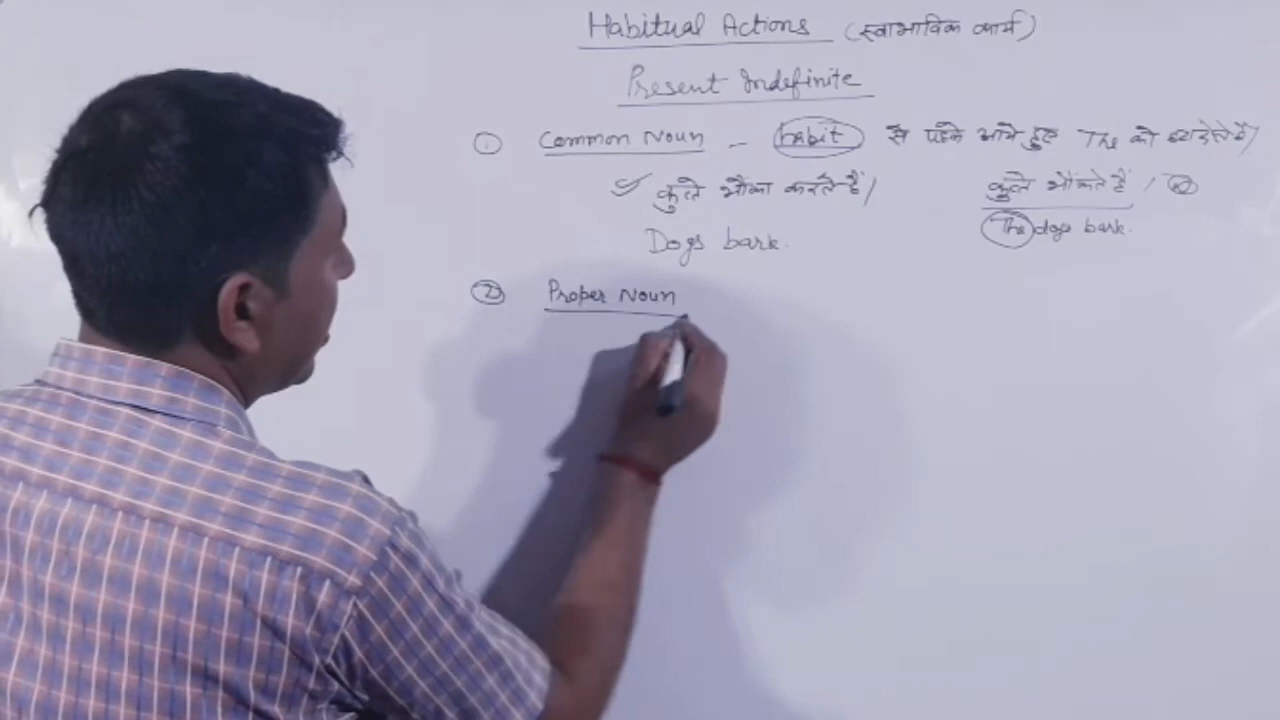 Habitual Actions (स्वाभाविक कार्य)
Present Indefinite
① Common Noun - habit से पहले आये हुए The को हटा देते हैं।
✓ कुत्ते भौंका करते हैं। कुत्ते भौंकते हैं।
Dogs bark. The dogs bark.
② Proper Noun